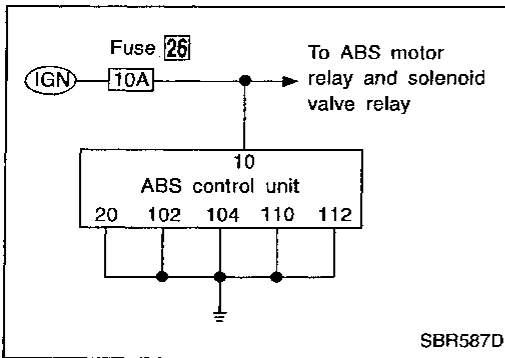 Fuse 26
IGN
10A
To ABS motor
relay and solenoid
valve relay
10
ABS control unit
20 102 104 110 112
SBR587D